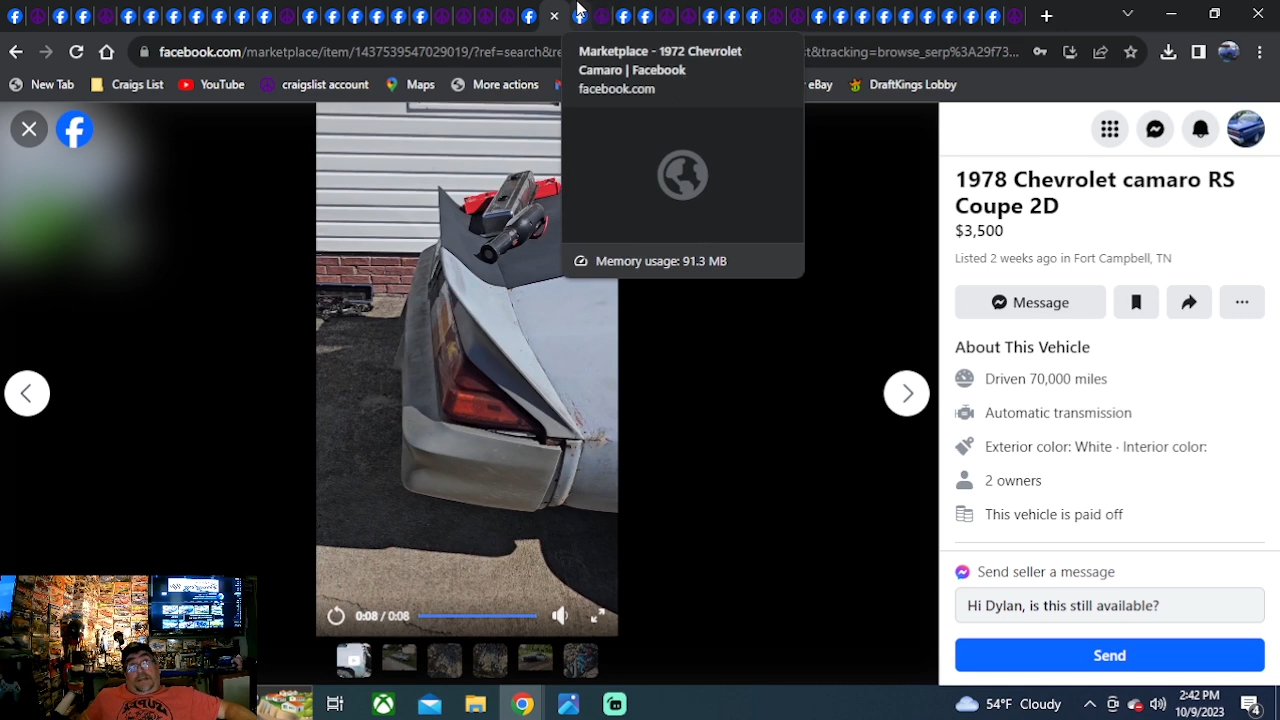 facebook.com/marketplace/item/1437539547029019/?ref=search&re
t&tracking=browse_serp%3A29f73...
New Tab
Craigs List
YouTube
craigslist account
Maps
More actions
eBay
DraftKings Lobby
Marketplace - 1972 Chevrolet
Camaro | Facebook
facebook.com
Memory usage: 91.3 MB
1978 Chevrolet camaro RS
Coupe 2D
$3,500
Listed 2 weeks ago in Fort Campbell, TN
Message
About This Vehicle
Driven 70,000 miles
Automatic transmission
Exterior color: White · Interior color:
2 owners
This vehicle is paid off
Send seller a message
Hi Dylan, is this still available?
Send
0:08 / 0:08
54°F Cloudy
2:42 PM
10/9/2023
4